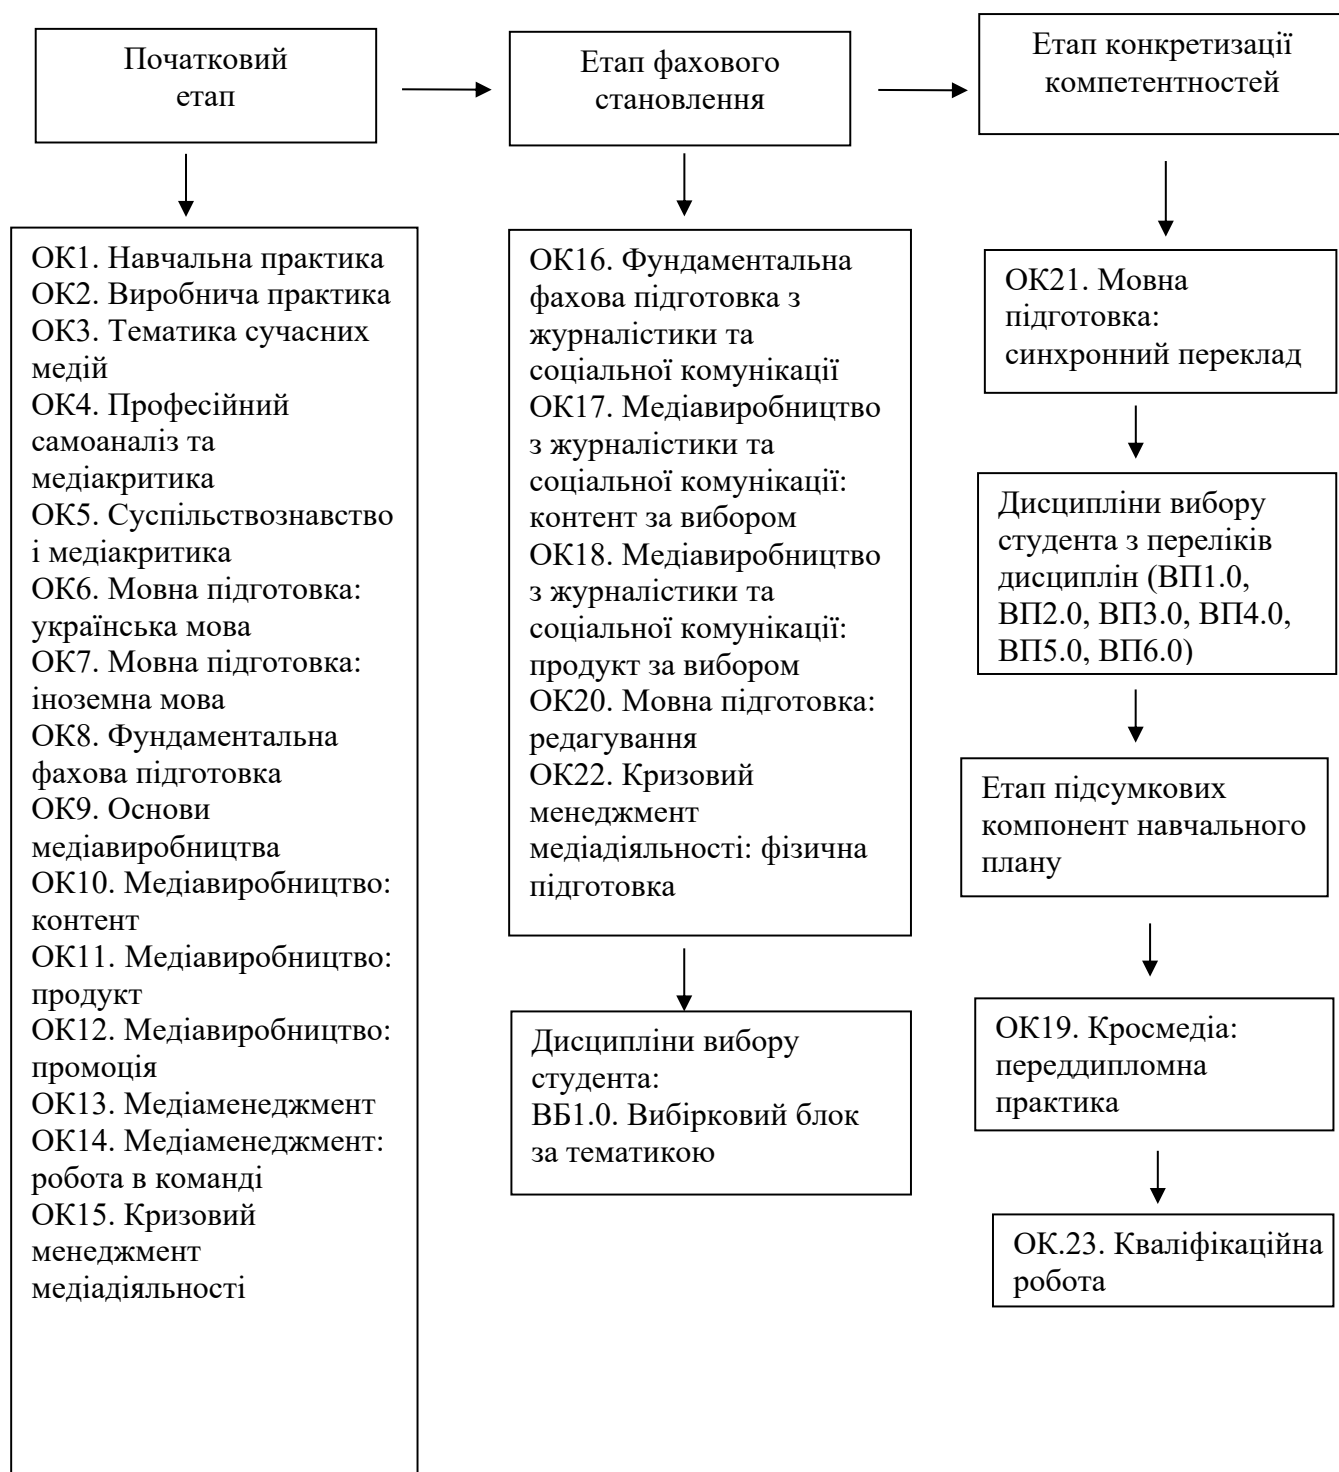 Початковий
етап
ОК1. Навчальна практика
ОК2. Виробнича практика
ОК3. Тематика сучасних
медій
ОК4. Професійний
самоаналіз та
медіакритика
ОК5. Суспільствознавство
і медіакритика
ОК6. Мовна підготовка:
українська мова
ОК7. Мовна підготовка:
іноземна мова
ОК8. Фундаментальна
фахова підготовка
ОК9. Основи
медіавиробництва
ОК10. Медіавиробництво:
контент
ОК11. Медіавиробництво:
продукт
ОК12. Медіавиробництво:
промоція
ОК13. Медіаменеджмент
ОК14. Медіаменеджмент:
робота в команді
ОК15. Кризовий
менеджмент
медіадіяльності
Етап фахового
становлення
ОК16. Фундаментальна
фахова підготовка з
журналістики та
соціальної комунікації
ОК17. Медіавиробництво
з журналістики та
соціальної комунікації:
контент за вибором
ОК18. Медіавиробництво
з журналістики та
соціальної комунікації:
продукт за вибором
ОК20. Мовна підготовка:
редагування
ОК22. Кризовий
менеджмент
медіадіяльності: фізична
підготовка
Дисципліни вибору
студента:
ВБ1.0. Вибірковий блок
за тематикою
Етап конкретизації
компетентностей
ОК21. Мовна
підготовка:
синхронний переклад
Дисципліни вибору
студента з переліків
дисциплін (ВП1.0,
ВП2.0, ВП3.0, ВП4.0,
ВП5.0, ВП6.0)
Етап підсумкових
компонент навчального
плану
ОК19. Кросмедіа:
переддипломна
практика
ОК.23. Кваліфікаційна
робота